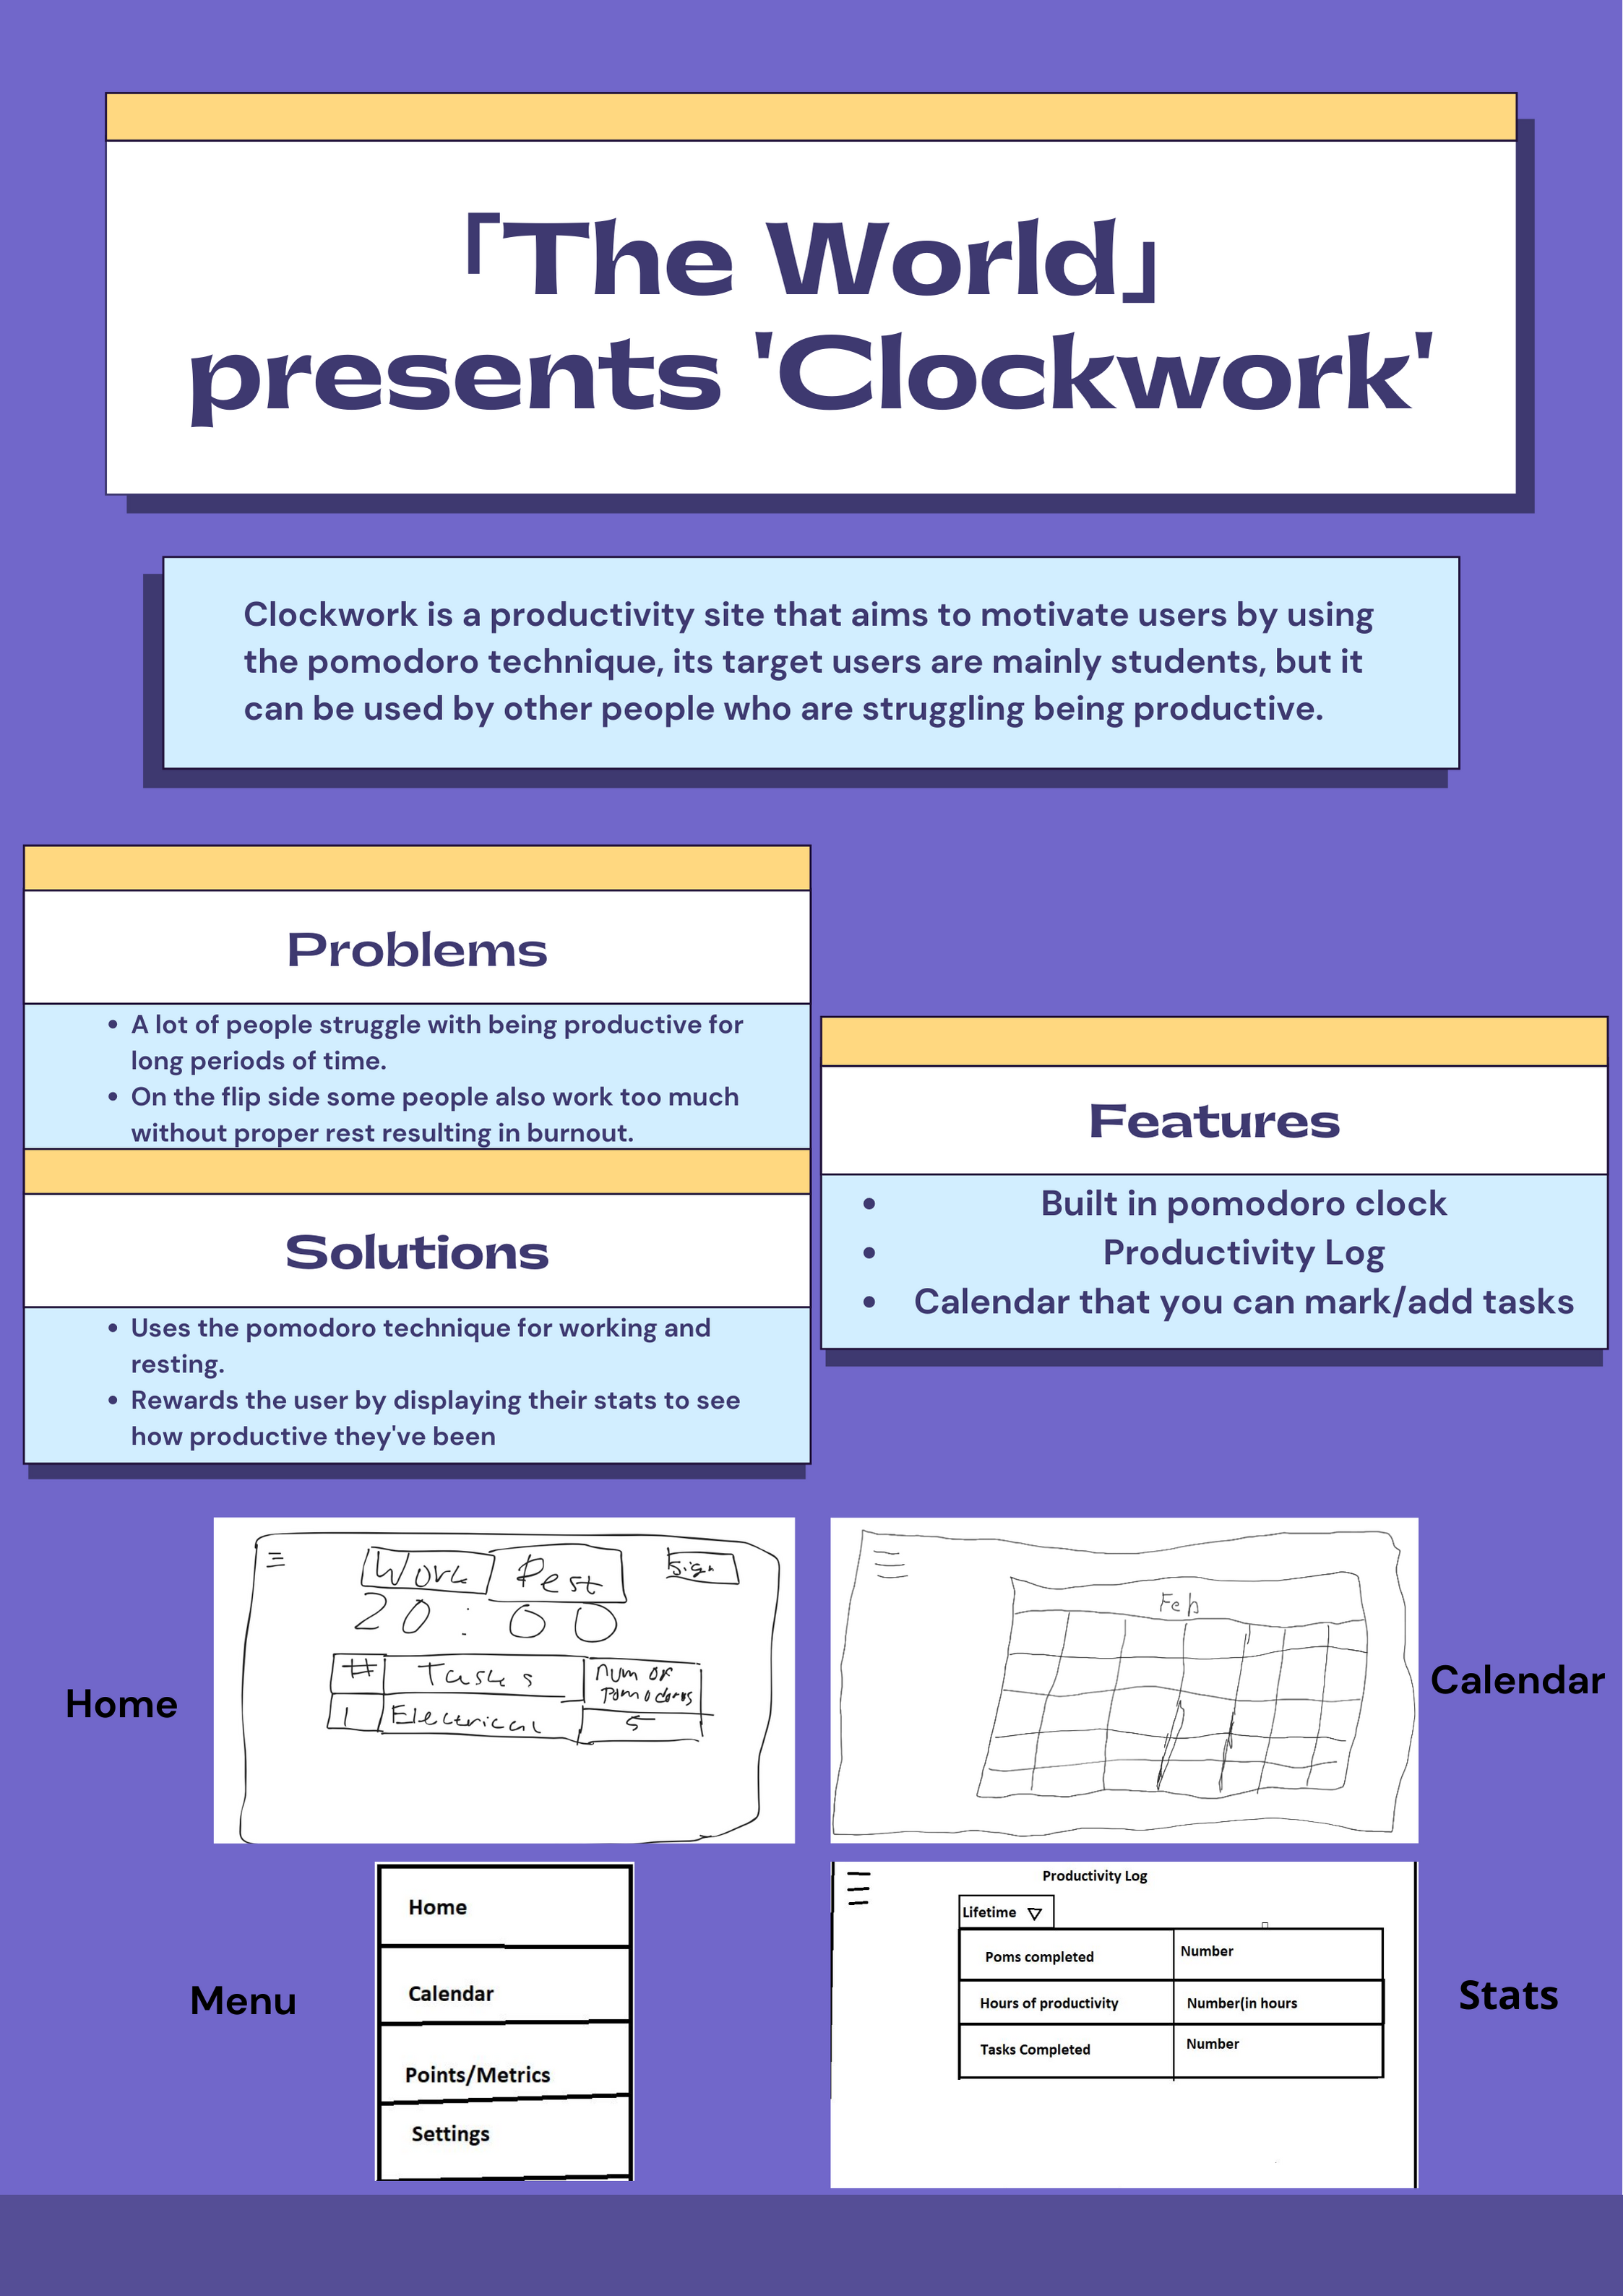 「The World」
presents 'Clockwork'
Clockwork is a productivity site that aims to motivate users by using
the pomodoro technique, its target users are mainly students, but it
can be used by other people who are struggling being productive.
Problems
• A lot of people struggle with being productive for
long periods of time.
• On the flip side some people also work too much
without proper rest resulting in burnout.
Solutions
• Uses the pomodoro technique for working and
resting.
• Rewards the user by displaying their stats to see
how productive they've been
Features
• Built in pomodoro clock
• Productivity Log
• Calendar that you can mark/add tasks
Home
Work Rest Sign
20:00
# Tasks Num of
Pomodoros
1 Electrical 5
Feb
Calendar
Menu
Home
Calendar
Points/Metrics
Settings
Productivity Log
Lifetime
Poms completed Number
Hours of productivity Number(in hours
Tasks Completed Number
Stats